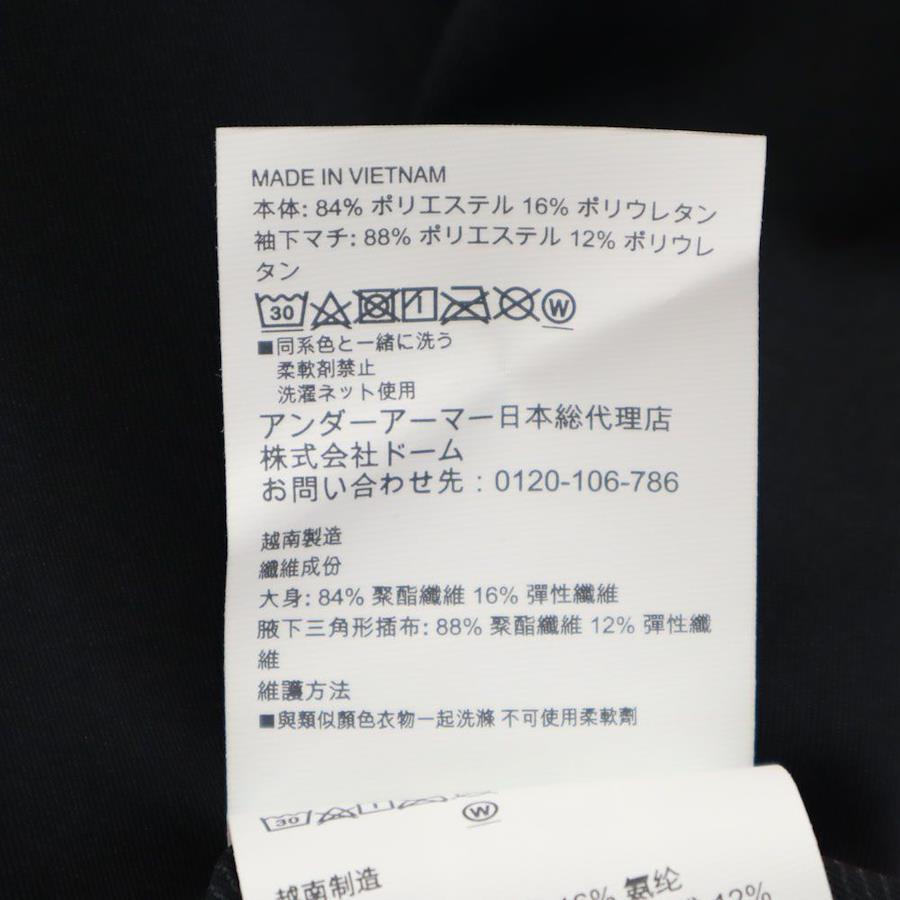 MADE IN VIETNAM
本体: 84% ポリエステル 16% ポリウレタン
袖下マチ: 88% ポリエステル 12% ポリウレ
タン
30 W
■同系色と一緒に洗う
柔軟剤禁止
洗濯ネット使用
アンダーアーマー日本総代理店
株式会社ドーム
お問い合わせ先 : 0120-106-786
越南製造
纖維成份
大身: 84% 聚酯纖維 16% 彈性纖維
腋下三角形插布: 88% 聚酯纖維 12% 彈性纖
維
維護方法
■與類似顏色衣物一起洗滌 不可使用柔軟劑
30 W
越南制造
16% 氨纶
12%